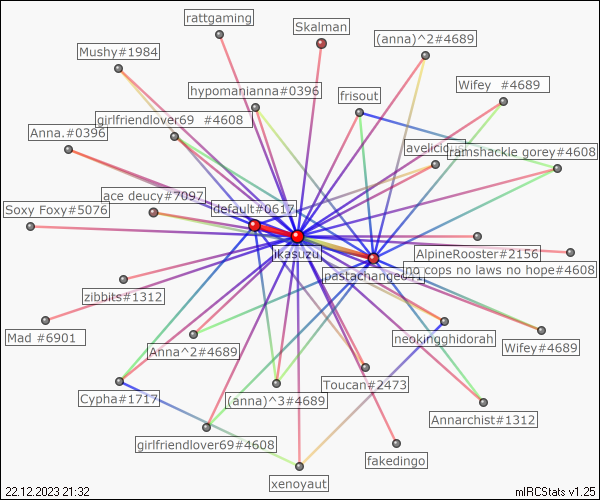 rattgaming
Skalman
(anna)^2#4689
Mushy#1984
hypomanianna#0396
frisout
Wifey #4689
girlfriendlover69 #4608
Anna.#0396
ramshackle gorey#4608
ace deucy#7097
default#0617
Soxy Foxy#5076
jikasuzu
AlpineRooster#2156
no cops no laws no hope#4608
zibbits#1312
Mad #6901
Anna^2#4689
neokingghidorah
Wifey#4689
Toucan#2473
Cypha#1717
(anna)^3#4689
Annarchist#1312
girlfriendlover69#4608
fakedingo
xenoyaut
22.12.2023 21:32
mIRCStats v1.25